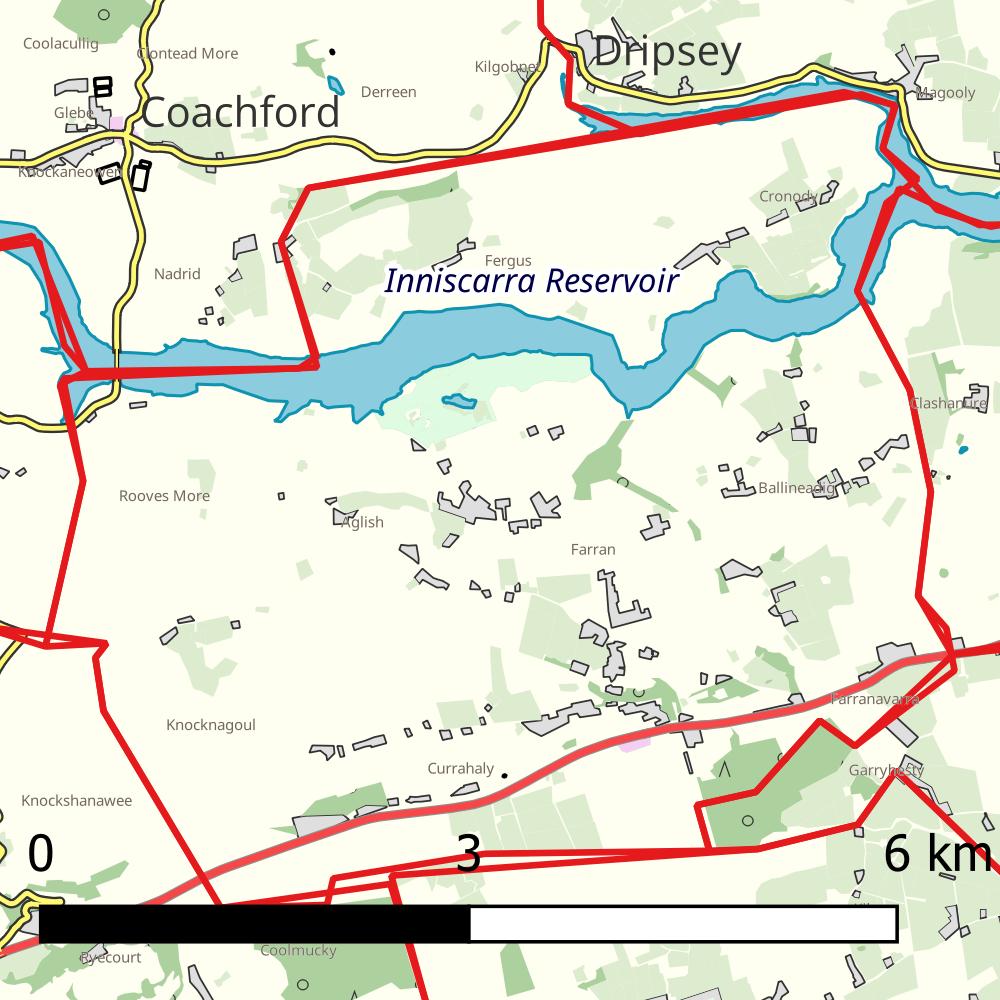 Coolacullig
Clontead More
Dripsey
Kilgobnet
Derreen
Magooly
Glebe
Coachford
Knockaneowen
Cronody
Fergus
Nadrid
Inniscarra Reservoir
Clashanure
Rooves More
Ballineadig
Aglish
Farran
Farranavarra
Knocknagoul
Currahaly
Garryhesty
Knockshanawee
0
3
6 km
Coolmucky
Ryecourt